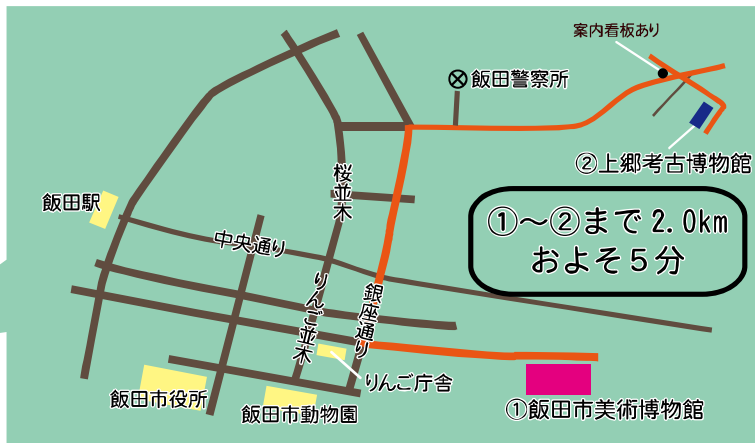 案内看板あり
飯田警察所
②上郷考古博物館
桜並木
飯田駅
①～②まで2.0km
およそ5分
中央通り
りんご並木
銀座通り
りんご庁舎
飯田市役所
飯田市動物園
①飯田市美術博物館